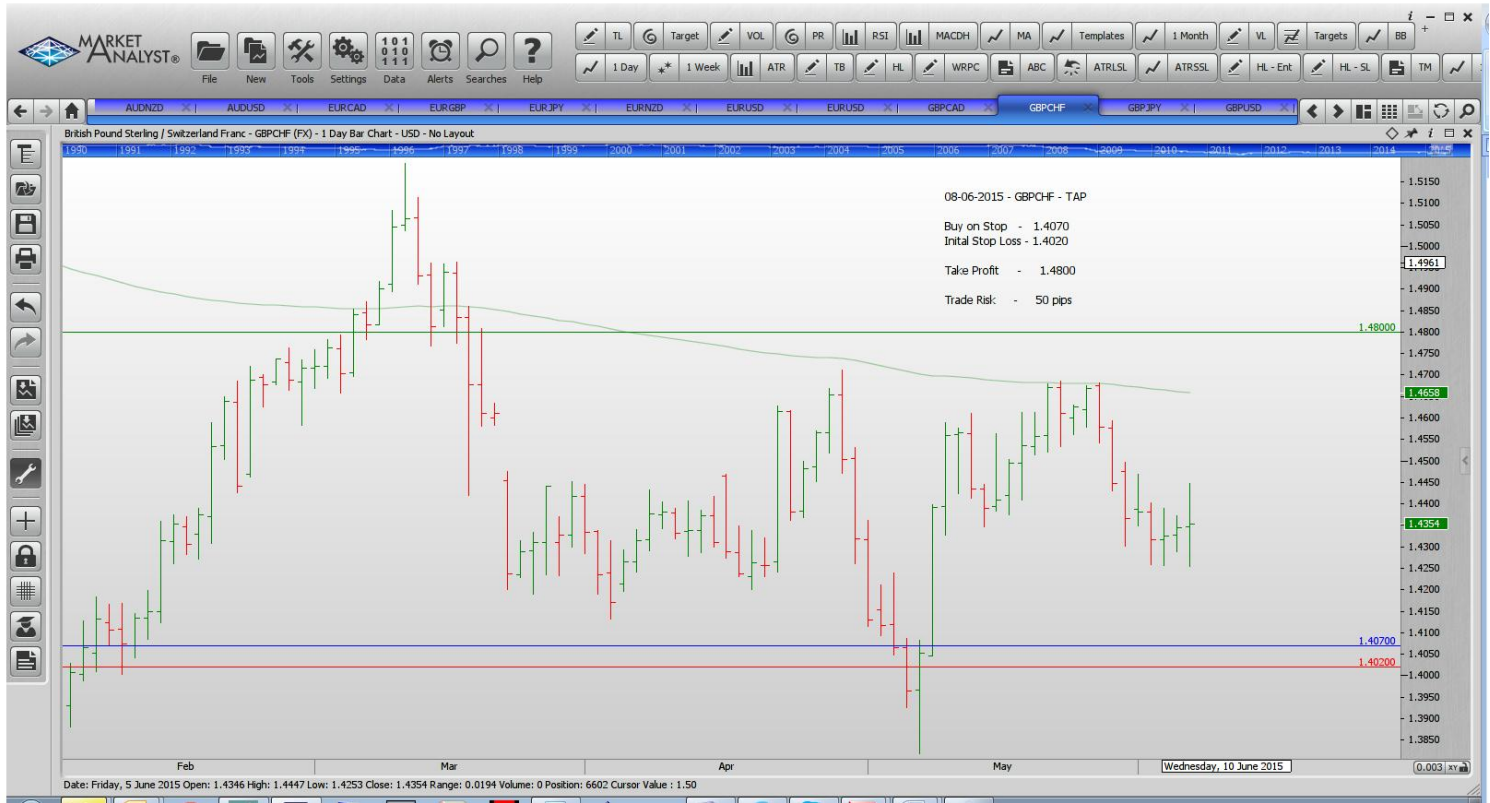 MARKET
ANALYST®
File New Tools Settings Data Alerts Searches Help
TL Target VOL PR RSI MACDH MA Templates 1 Month VL Targets BB
1 Day 1 Week ATR TB HL WRPC ABC ATRLSL ATRSSL HL - Ent HL - SL TM
AUDNZD AUDUSD EURCAD EURGBP EURJPY EURNZD EURUSD EURUSD GBPCAD GBPCHF GBPJPY GBPUSD
British Pound Sterling / Switzerland Franc - GBPCHF (FX) - 1 Day Bar Chart - USD - No Layout
1990 1991 1992 1993 1994 1995 1996 1997 1998 1999 2000 2001 2002 2003 2004 2005 2006 2007 2008 2009 2010 2011 2012 2013 2014
08-06-2015 - GBPCHF - TAP
Buy on Stop - 1.4070
Inital Stop Loss - 1.4020
Take Profit - 1.4800
Trade Risk - 50 pips
1.5150
1.5100
1.5050
1.5000
1.4961
1.4900
1.4850
1.48000
1.4800
1.4750
1.4700
1.4658
1.4600
1.4550
1.4500
1.4450
1.4400
1.4354
1.4300
1.4250
1.4200
1.4150
1.4100
1.40700
1.4050
1.40200
1.4000
1.3950
1.3900
1.3850
Feb Mar Apr May Wednesday, 10 June 2015 0.003 XY
Date: Friday, 5 June 2015 Open: 1.4346 High: 1.4447 Low: 1.4253 Close: 1.4354 Range: 0.0194 Volume: 0 Position: 6602 Cursor Value : 1.50